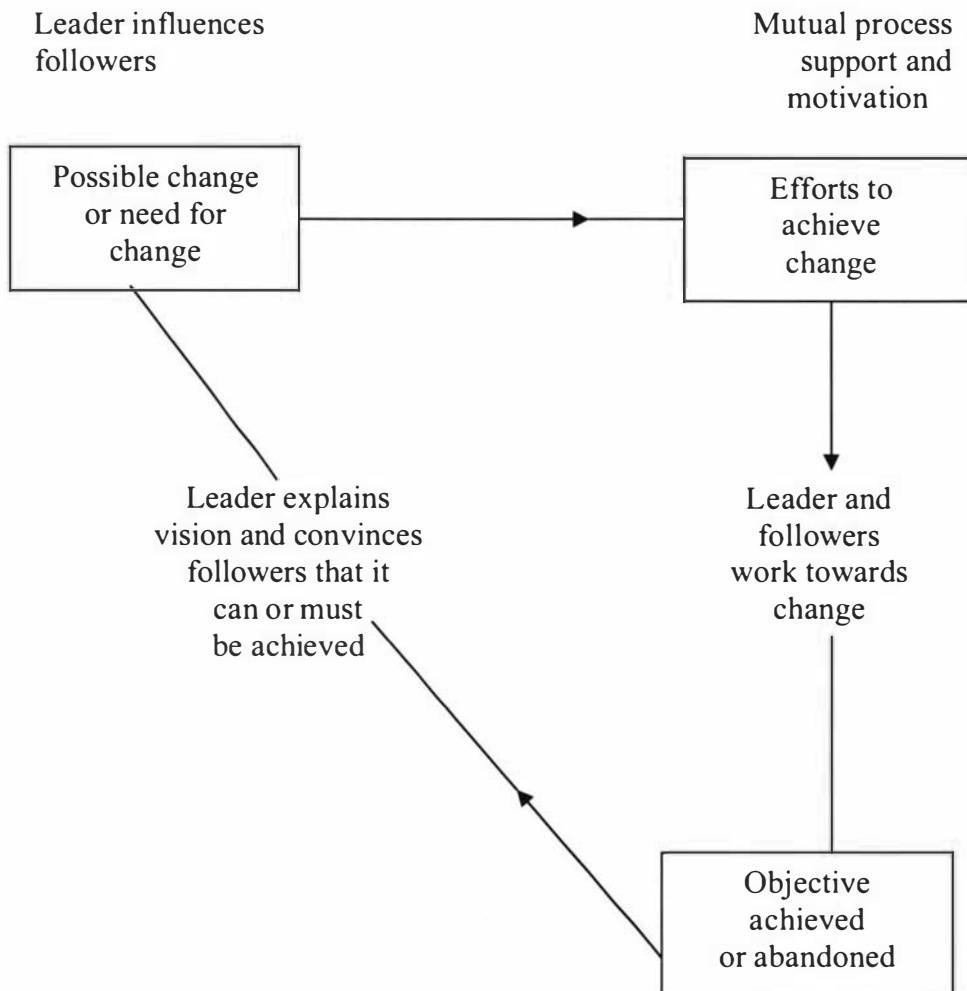 Leader influences
followers
Mutual process
support and
motivation
Possible change
or need for
change
Efforts to
achieve
change
Leader explains
vision and convinces
followers that it
can or must
be achieved
Leader and
followers
work towards
change
Objective
achieved
or abandoned